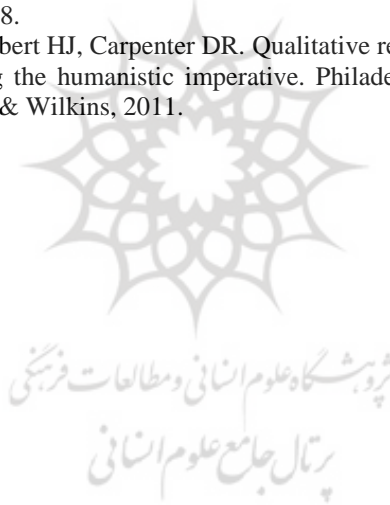 8.
bert HJ, Carpenter DR. Qualitative re
g the humanistic imperative. Philade
& Wilkins, 2011.
پژوهشگاه علوم انسانی و مطالعات فرهنگی
پرتال جامع علوم انسانی